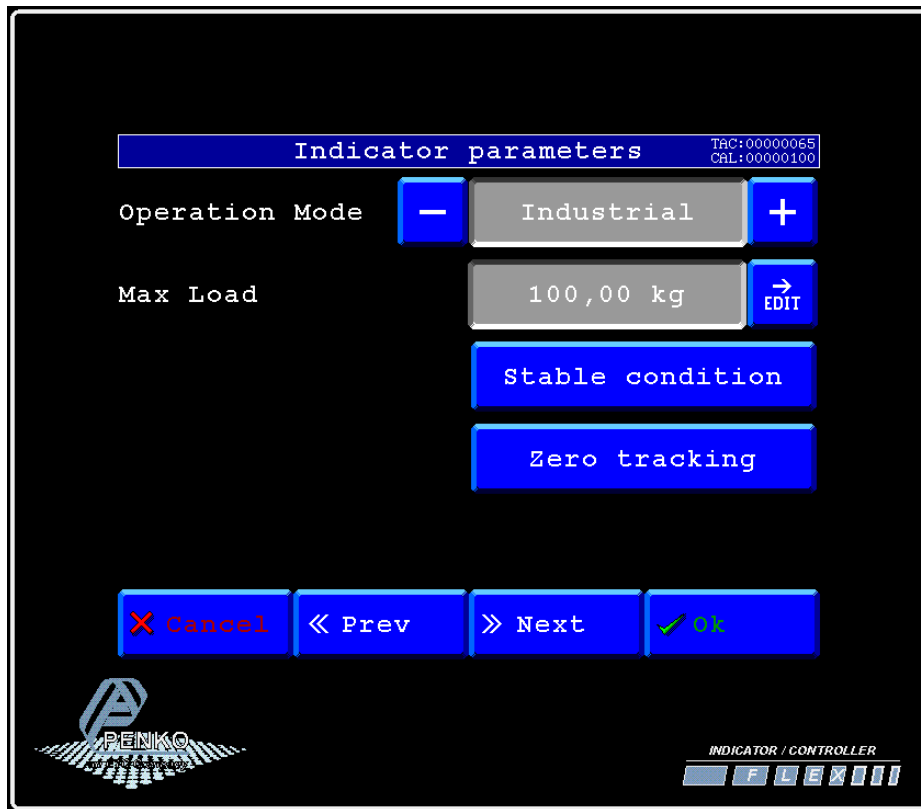 Indicator parameters
TAC:00000065
CAL:00000100
Operation Mode
−
Industrial
+
Max Load
100,00 kg
→
EDIT
Stable condition
Zero tracking
Cancel
« Prev
» Next
Ok
PENKO
INDICATOR / CONTROLLER
FLEX